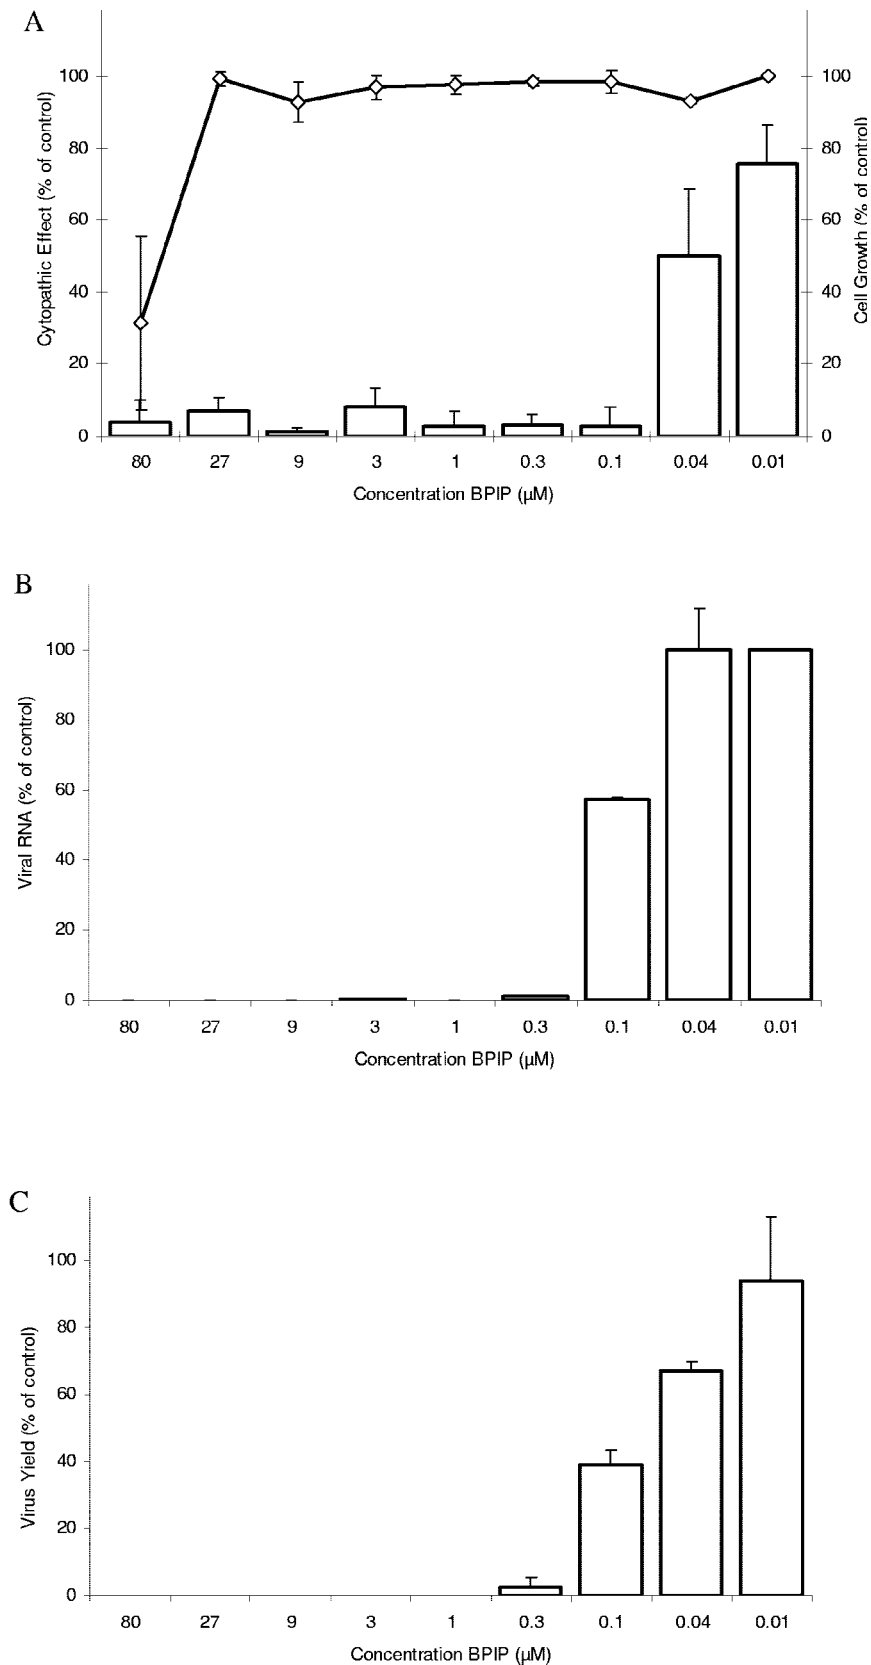 A
100
80
60
40
20
0
Cytopathic Effect (% of control)
100
80
60
40
20
0
Cell Growth (% of control)
80 27 9 3 1 0.3 0.1 0.04 0.01
Concentration BPIP (µM)
B
100
80
60
40
20
0
Viral RNA (% of control)
80 27 9 3 1 0.3 0.1 0.04 0.01
Concentration BPIP (µM)
C
100
80
60
40
20
0
Virus Yield (% of control)
80 27 9 3 1 0.3 0.1 0.04 0.01
Concentration BPIP (µM)